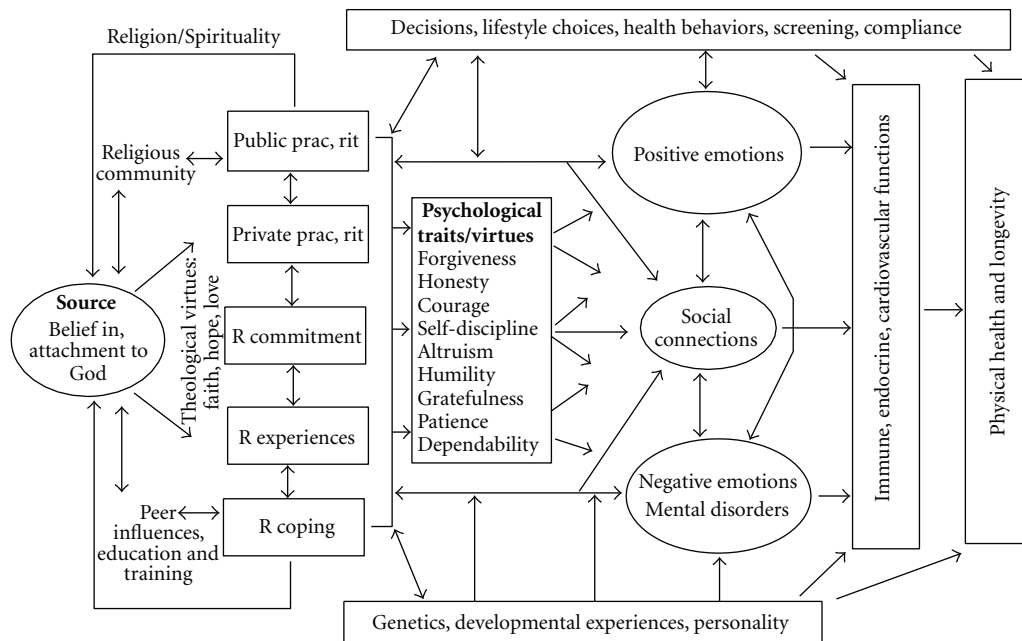 Religion/Spirituality
Decisions, lifestyle choices, health behaviors, screening, compliance
Public prac, rit
Religious
community
Private prac, rit
Source
Belief in,
attachment to
God
Theological virtues:
faith, hope, love
R commitment
R experiences
R coping
Peer
influences,
education and
training
Psychological
traits/virtues
Forgiveness
Honesty
Courage
Self-discipline
Altruism
Humility
Gratefulness
Patience
Dependability
Positive emotions
Social
connections
Negative emotions
Mental disorders
Immune, endocrine, cardiovascular functions
Physical health and longevity
Genetics, developmental experiences, personality